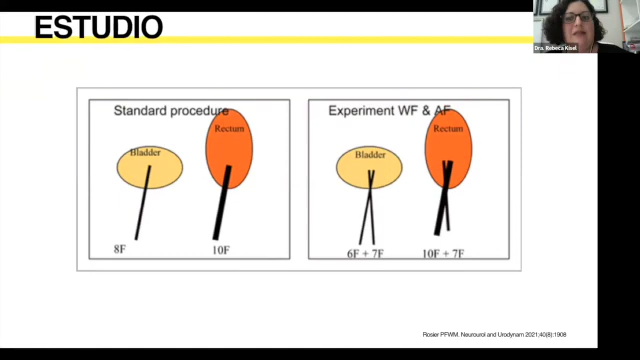 ESTUDIO
Dra. Rebeca Kisel
Standard procedure
Rectum
Bladder
8F
10F
Experiment WF & AF
Rectum
Bladder
6F + 7F
10F + 7F
Rosier PFWM. Neurourol and Urodynam 2021;40(8):1908